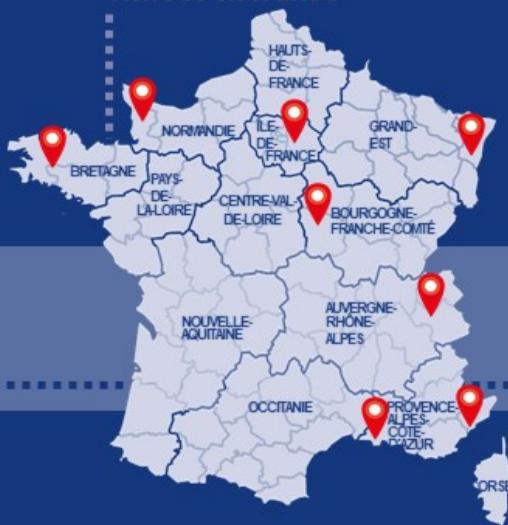 HAUTS-
DE-
FRANCE
NORMANDIE
ÎLE-
DE-
FRANCE
GRAND-
EST
BRETAGNE
PAYS-
DE-
LA-LOIRE
CENTRE-VAL-
DE-LOIRE
BOURGOGNE-
FRANCHE-COMTÉ
NOUVELLE-
AQUITAINE
AUVERGNE-
RHÔNE-
ALPES
OCCITANIE
PROVENCE-
ALPES-
CÔTE-
D'AZUR
ORSE